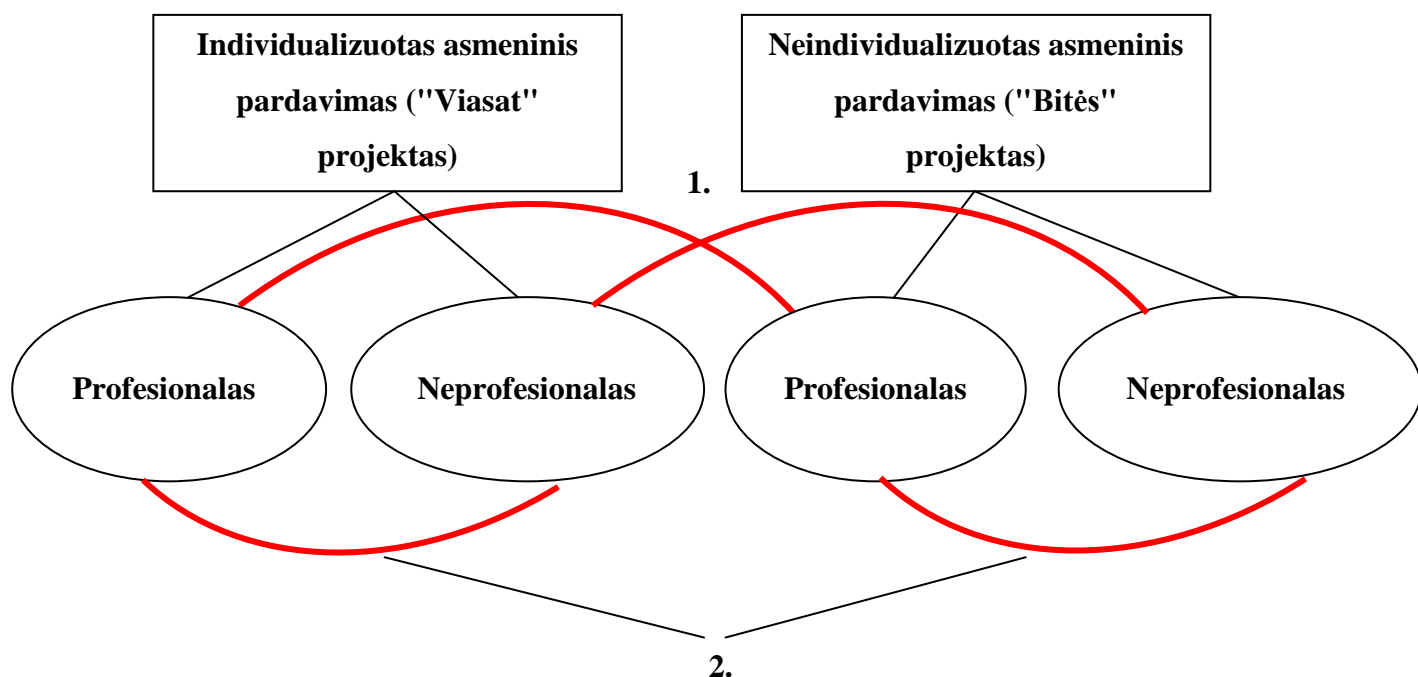 Individualizuotas asmeninis
pardavimas ("Viasat"
projektas)
Neindividualizuotas asmeninis
pardavimas ("Bitės"
projektas)
1.
Profesionalas
Neprofesionalas
Profesionalas
Neprofesionalas
2.